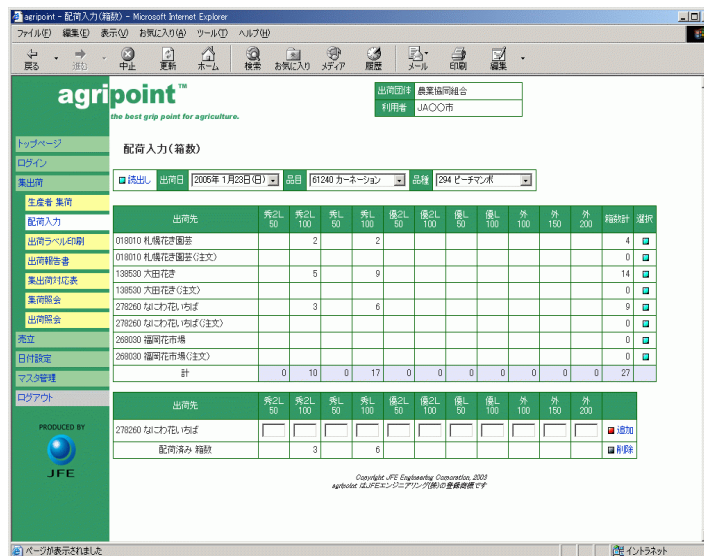 agripoint - 配荷入力(箱数) - Microsoft Internet Explorer
ファイル(F) 編集(E) 表示(V) お気に入り(A) ツール(T) ヘルプ(H)
戻る 進む 中止 更新 ホーム 検索 お気に入り メディア 履歴 メール 印刷 編集
agripoint™
the best grip point for agriculture.
出荷団体 農業協同組合
利用者 JA〇〇市
トップページ
ログイン
集出荷
生産者 集荷
配荷入力
出荷ラベル印刷
出荷報告書
集出荷対応表
集荷照会
出荷照会
売立
日付設定
マスタ管理
ログアウト
PRODUCED BY
JFE
配荷入力(箱数)
読出し 出荷日 2005年 1月23日(日) 品目 61240 カーネーション 品種 294 ピーチマンボ
出荷先 秀2L 50 秀2L 100 秀L 50 秀L 100 優2L 50 優2L 100 優L 50 優L 100 外 100 外 150 外 200 箱数計 選択
018010 札幌花き園芸 2 2 4
018010 札幌花き園芸(注文) 0
138530 大田花き 5 9 14
138530 大田花き(注文) 0
278260 なにわ花いちば 3 6 9
278260 なにわ花いちば(注文) 0
268030 福岡花市場 0
268030 福岡花市場(注文) 0
計 0 10 0 17 0 0 0 0 0 0 0 27
出荷先 秀2L 50 秀2L 100 秀L 50 秀L 100 優2L 50 優2L 100 優L 50 優L 100 外 100 外 150 外 200
278260 なにわ花いちば 追加
配荷済み 箱数 3 6 削除
Copyright JFE Engineering Corporation, 2003
agripoint はJFEエンジニアリング(株)の登録商標です
ページが表示されました イントラネット